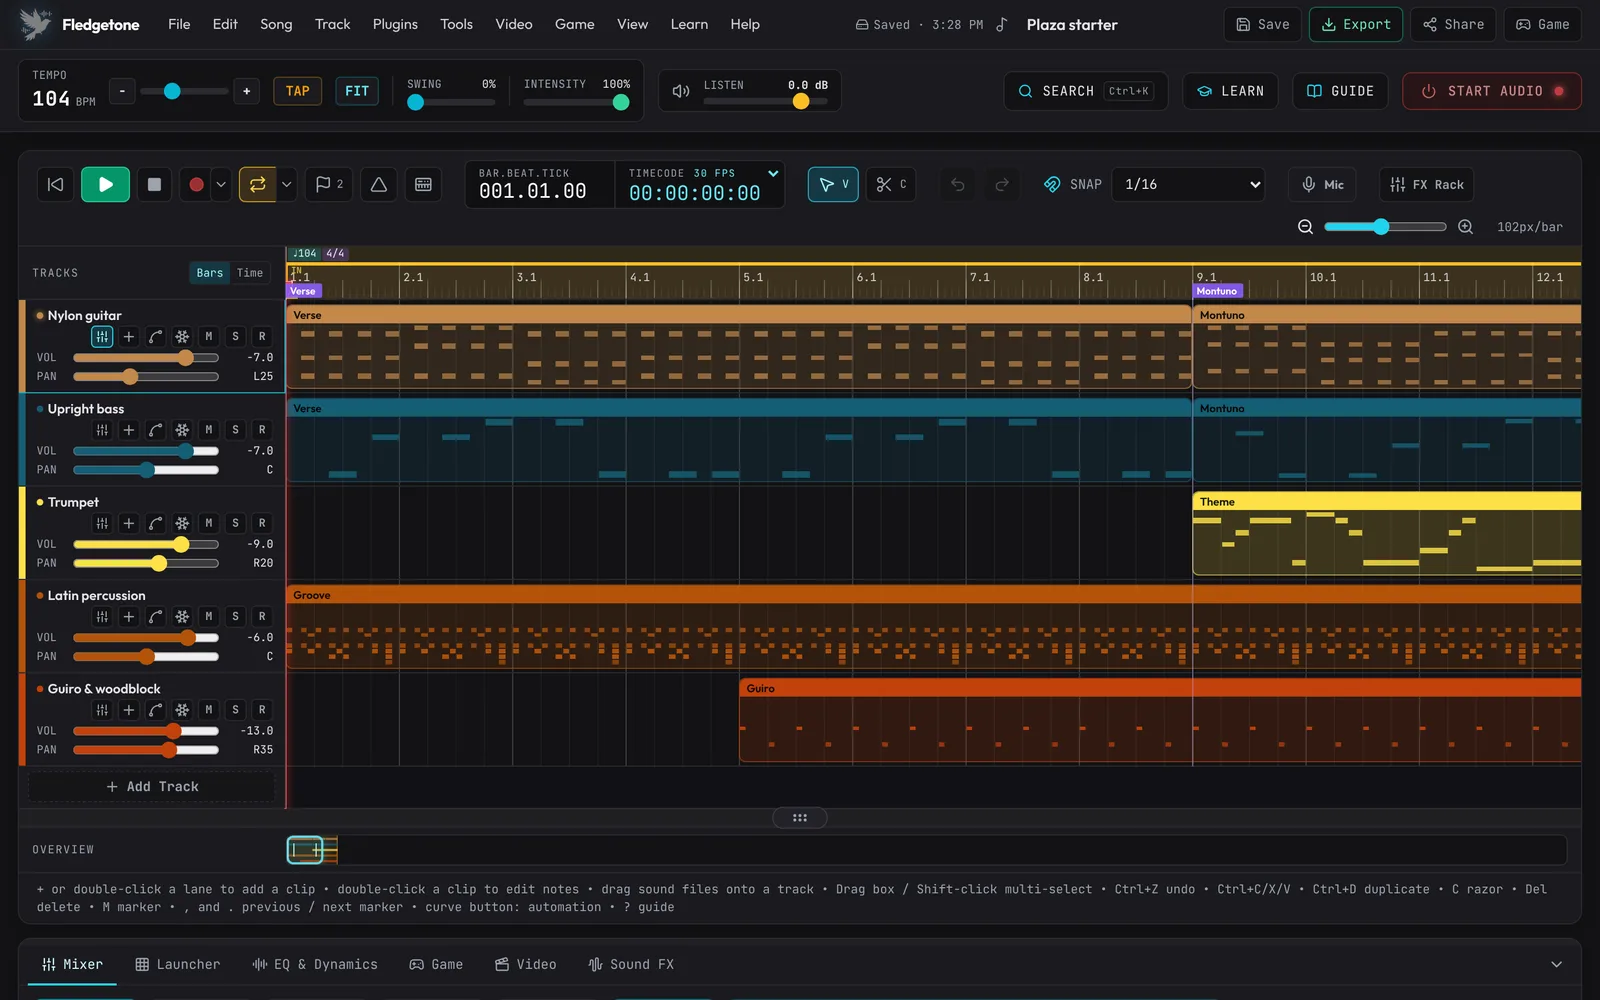 Fledgetone File Edit Song Track Plugins Tools Video Game View Learn Help Saved · 3:28 PM Plaza starter Save Export Share Game
TEMPO
104 BPM - + TAP FIT SWING 0% INTENSITY 100% LISTEN 0.0 dB SEARCH Ctrl+K LEARN GUIDE START AUDIO
2 BAR.BEAT.TICK 001.01.00 TIMECODE 30 FPS 00:00:00:00 V C SNAP 1/16 Mic FX Rack
102px/bar
♩104 4/4
TRACKS Bars Time IN 1.1 2.1 3.1 4.1 5.1 6.1 7.1 8.1 9.1 10.1 11.1 12.1
Verse Montuno
Nylon guitar Verse Montuno
M S R
VOL -7.0
PAN L25
Upright bass Verse Montuno
M S R
VOL -7.0
PAN C
Trumpet Theme
M S R
VOL -9.0
PAN R20
Latin percussion Groove
M S R
VOL -6.0
PAN C
Guiro & woodblock Guiro
M S R
VOL -13.0
PAN R35
+ Add Track
OVERVIEW
+ or double-click a lane to add a clip • double-click a clip to edit notes • drag sound files onto a track • Drag box / Shift-click multi-select • Ctrl+Z undo • Ctrl+C/X/V • Ctrl+D duplicate • C razor • Del
delete • M marker • , and . previous / next marker • curve button: automation • ? guide
Mixer Launcher EQ & Dynamics Game Video Sound FX